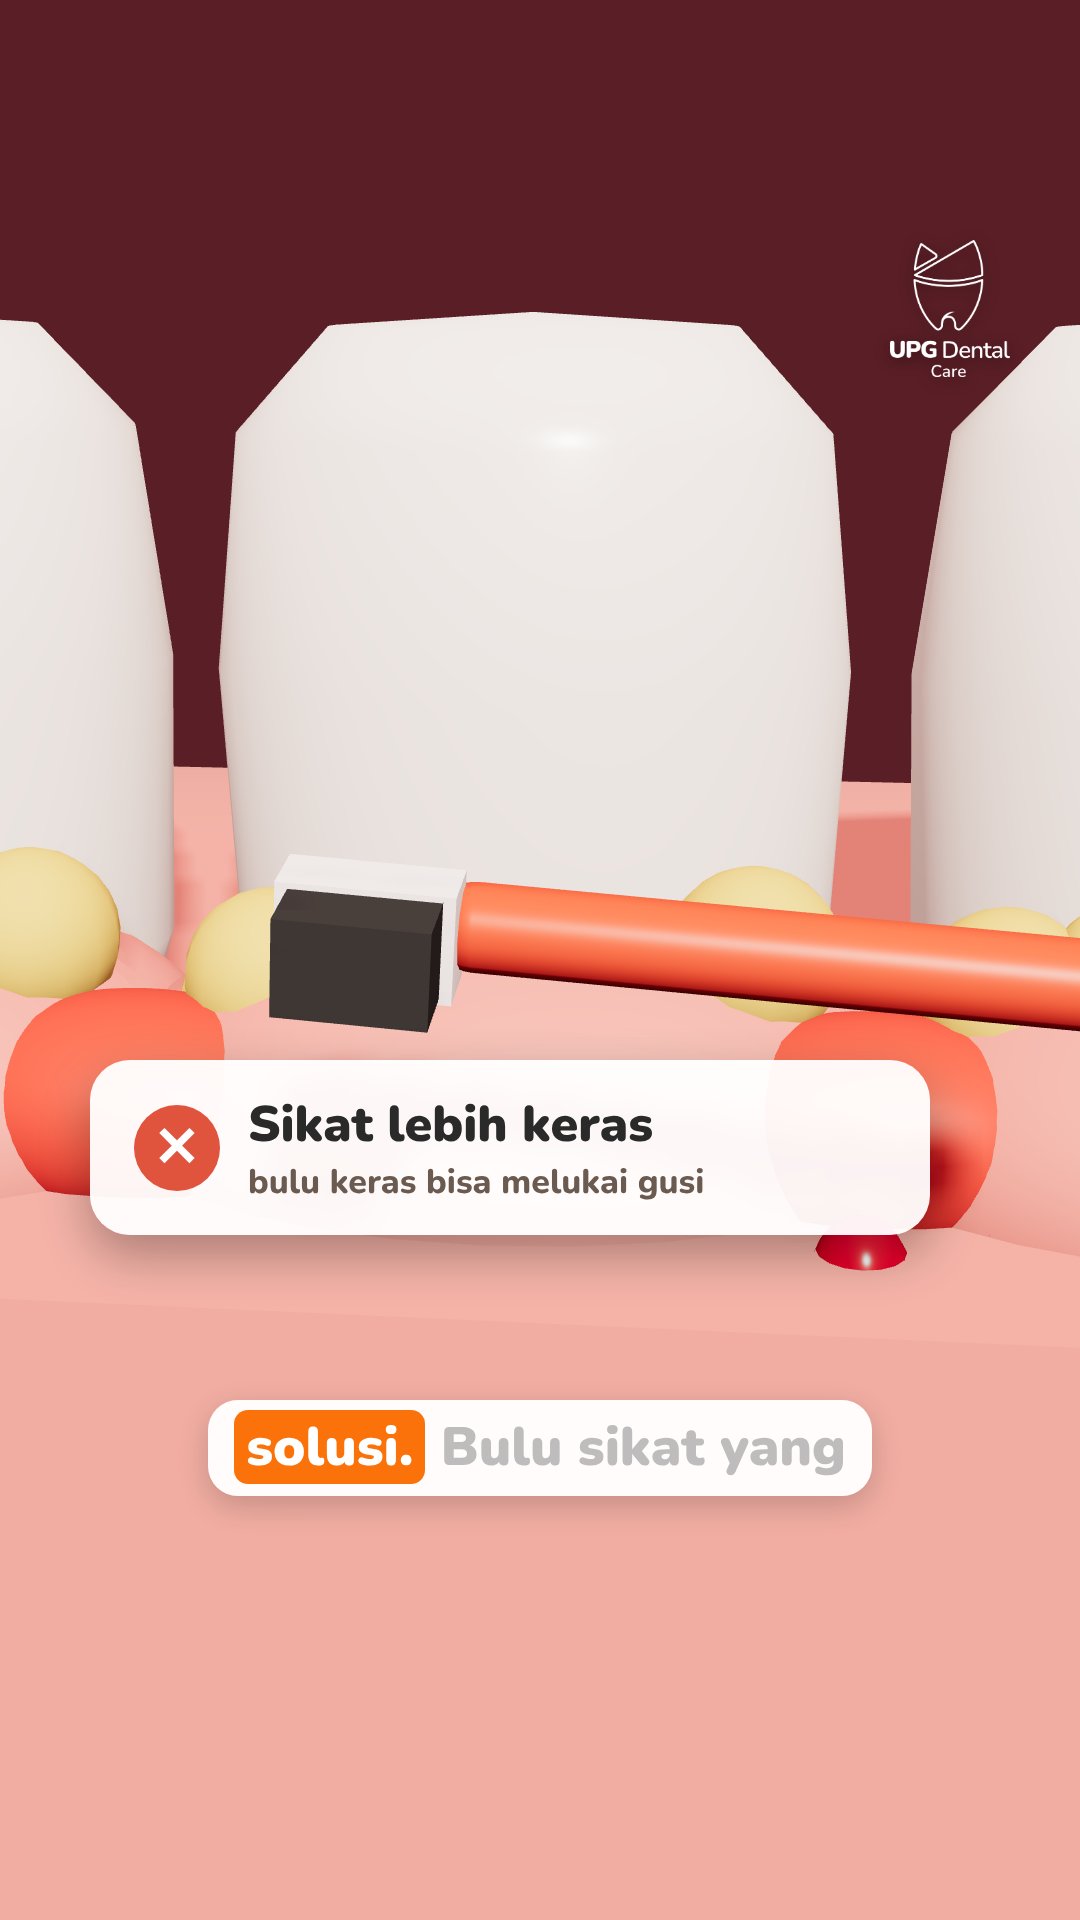 UPG Dental
Care
Sikat lebih keras
bulu keras bisa melukai gusi
solusi. Bulu sikat yang